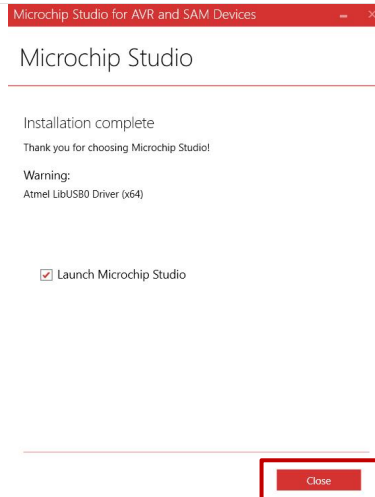 Microchip Studio for AVR and SAM Devices
Microchip Studio
Installation complete
Thank you for choosing Microchip Studio!
Warning:
Atmel LibUSB0 Driver (x64)
Launch Microchip Studio
Close